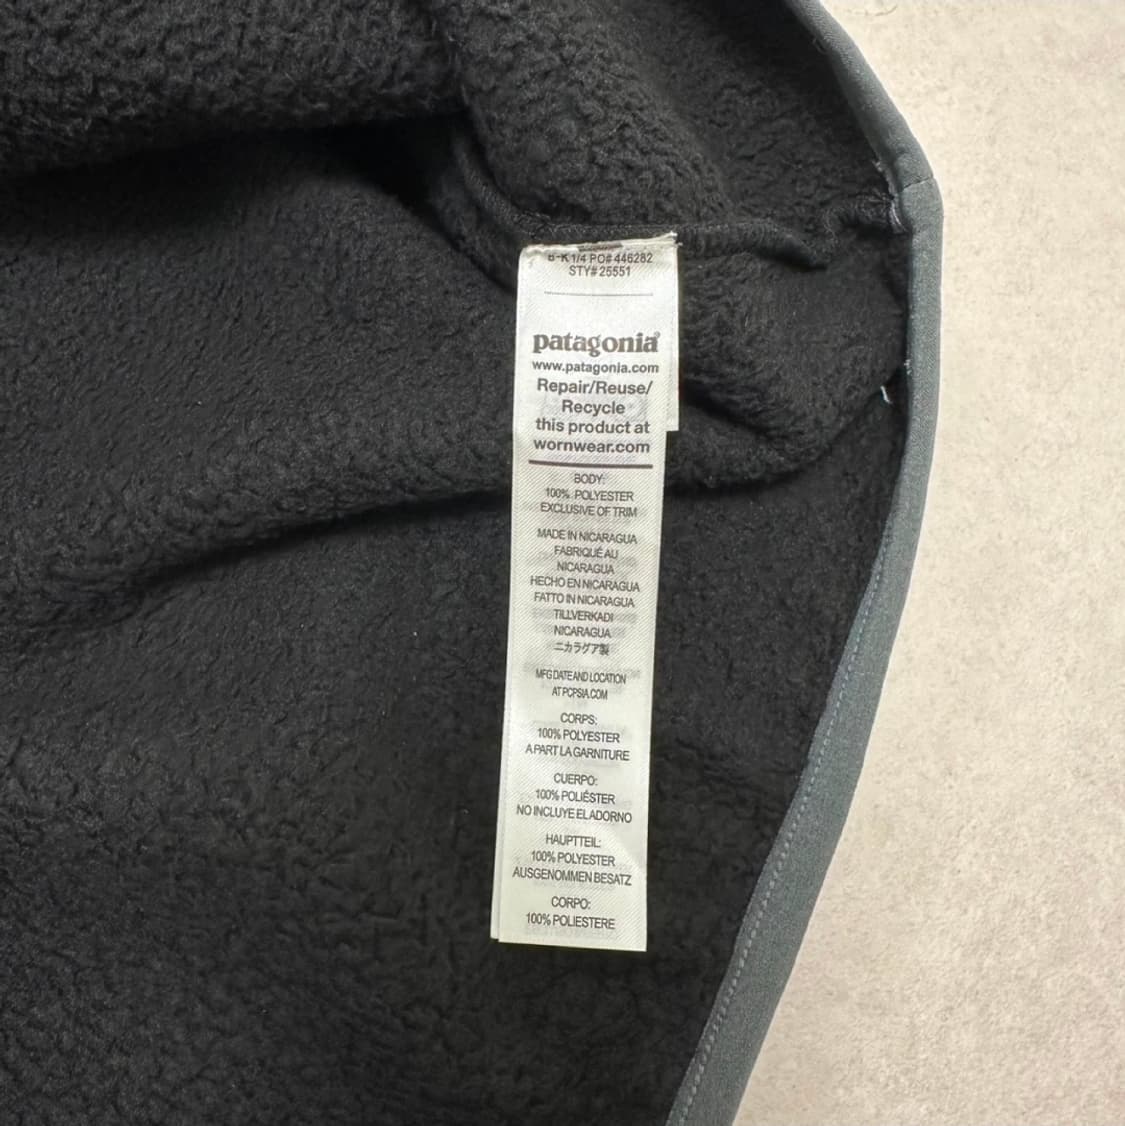 B-K 1/4 PO# 446282
STY# 25551
patagonia®
www.patagonia.com
Repair/Reuse/
Recycle
this product at
wornwear.com
BODY:
100% POLYESTER
EXCLUSIVE OF TRIM
MADE IN NICARAGUA
FABRIQUÉ AU
NICARAGUA
HECHO EN NICARAGUA
FATTO IN NICARAGUA
TILLVERKAD I
NICARAGUA
ニカラグア製
MFG DATE AND LOCATION
AT PCPSIA.COM
CORPS:
100% POLYESTER
A PART LA GARNITURE
CUERPO:
100% POLIÉSTER
NO INCLUYE EL ADORNO
HAUPTTEIL:
100% POLYESTER
AUSGENOMMEN BESATZ
CORPO:
100% POLIESTERE